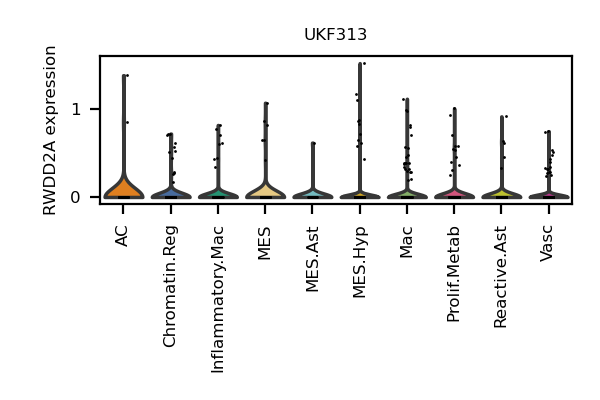 UKF313
RWDD2A expression
1
0
AC
Chromatin.Reg
Inflammatory.Mac
MES
MES.Ast
MES.Hyp
Mac
Prolif.Metab
Reactive.Ast
Vasc